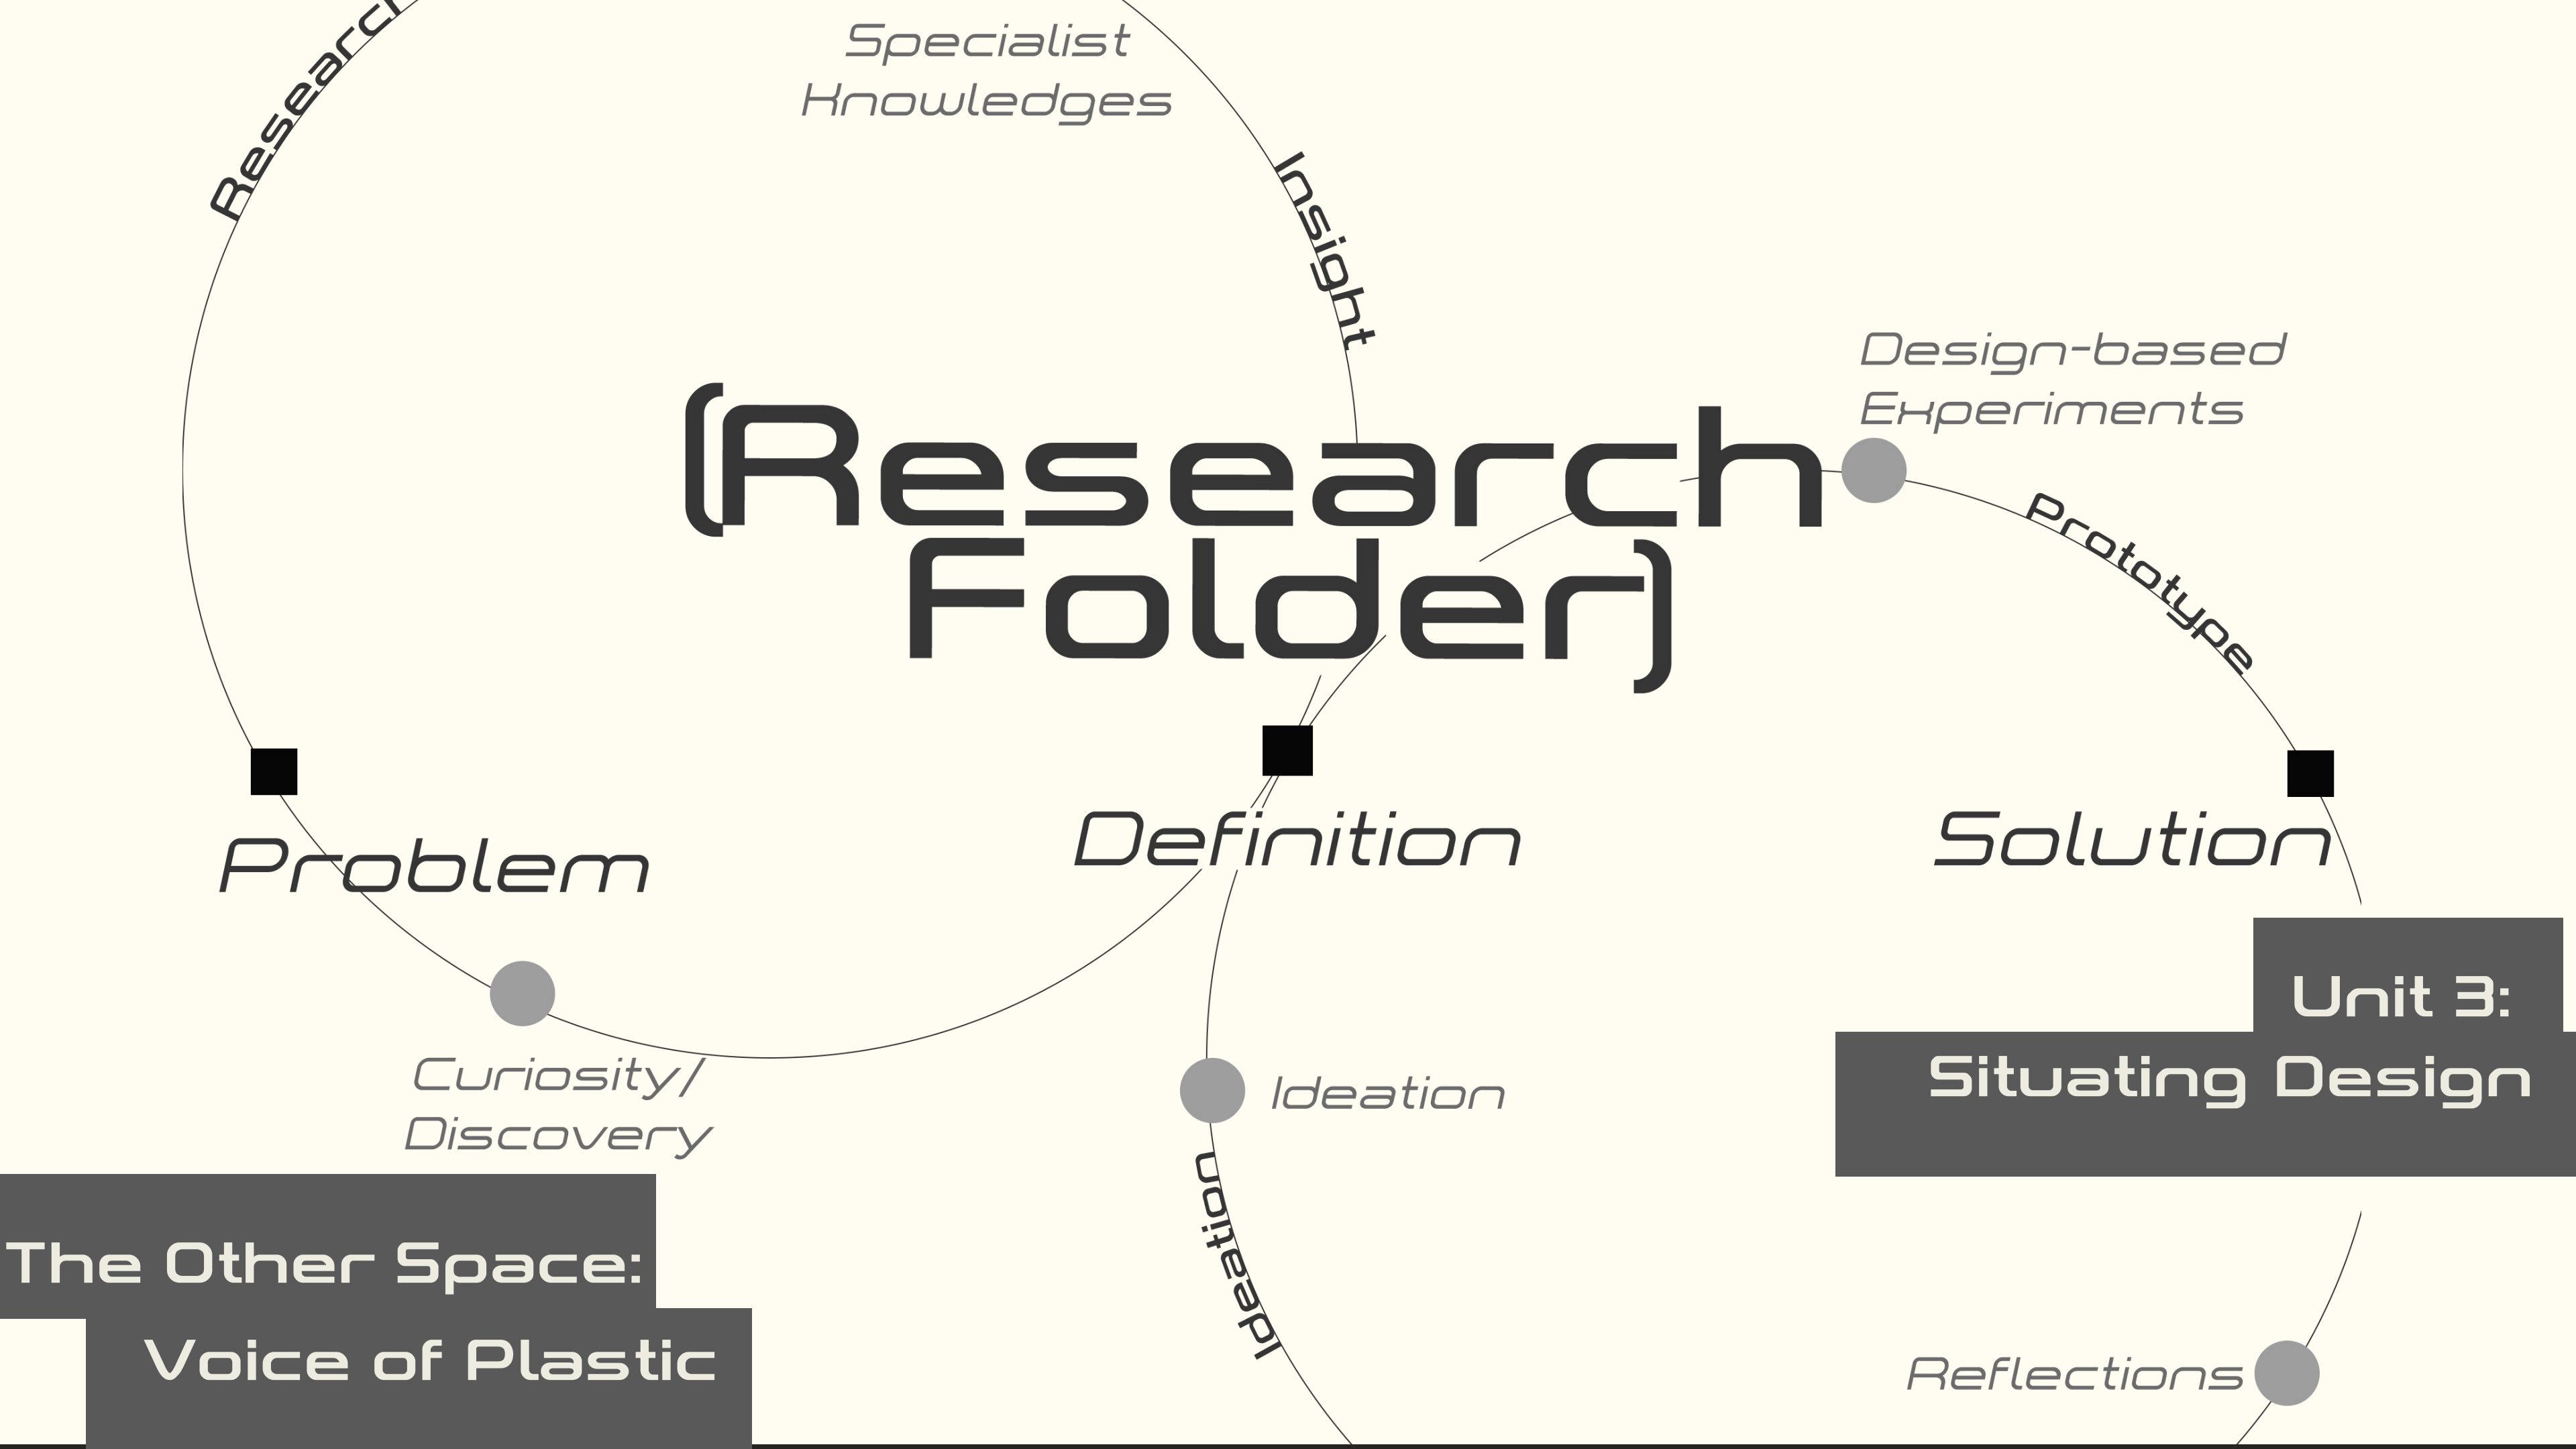 Research
Specialist
Knowledges
Insight
(Research
Folder)
Design-based
Experiments
Prototype
Problem
Definition
Solution
Curiosity/
Discovery
Ideation
Ideation
Unit 3:
Situating Design
The Other Space:
Voice of Plastic
Reflections